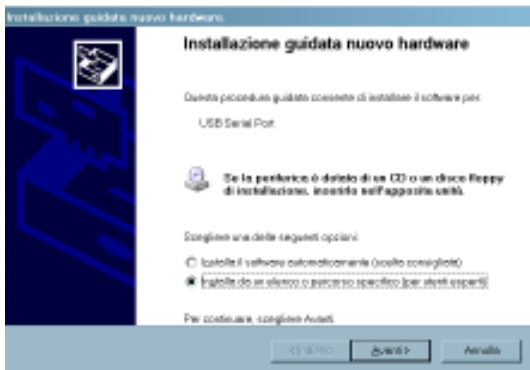 Installazione guidata nuovo hardware.
Installazione guidata nuovo hardware
Questa procedura guidata consente di installare il software per:
USB Serial Port
Se la periferica è dotata di un CD o un disco floppy
di installazione, inserirlo nell'apposita unità.
Scegliere una delle seguenti opzioni:
Installa il software automaticamente (scelta consigliata)
Installa da un elenco o percorso specifico (per utenti esperti)
Per continuare, scegliere Avanti.
< Indietro Avanti > Annulla